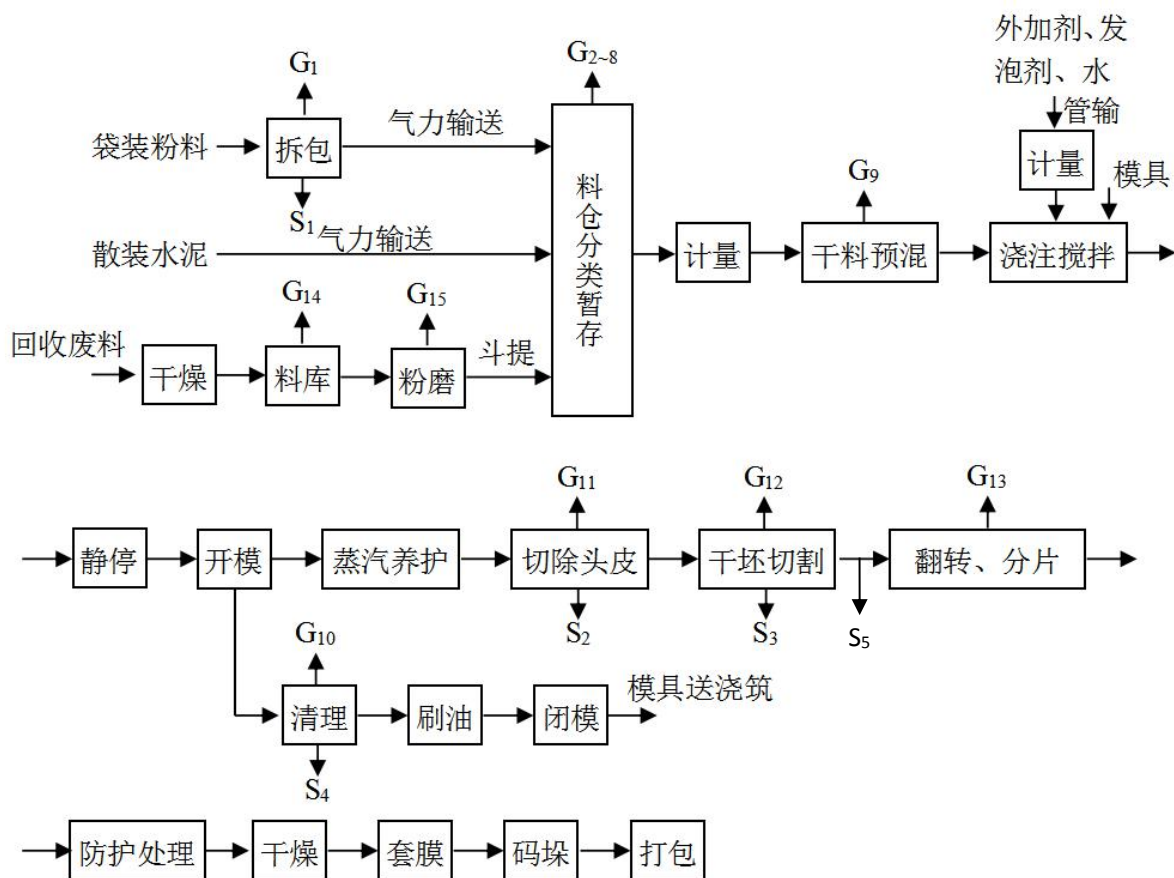 外加剂、发
泡剂、水
管输
G₁
G₂~₈
袋装粉料
拆包
气力输送
S₁
计量
模具
G₉
料仓分类暂存
散装水泥
气力输送
计量
干料预混
浇注搅拌
G₁₄
G₁₅
回收废料
干燥
料库
粉磨
斗提
G₁₁
G₁₂
G₁₃
静停
开模
蒸汽养护
切除头皮
干坯切割
翻转、分片
S₂
S₃
S₅
G₁₀
清理
刷油
闭模
模具送浇筑
S₄
防护处理
干燥
套膜
码垛
打包